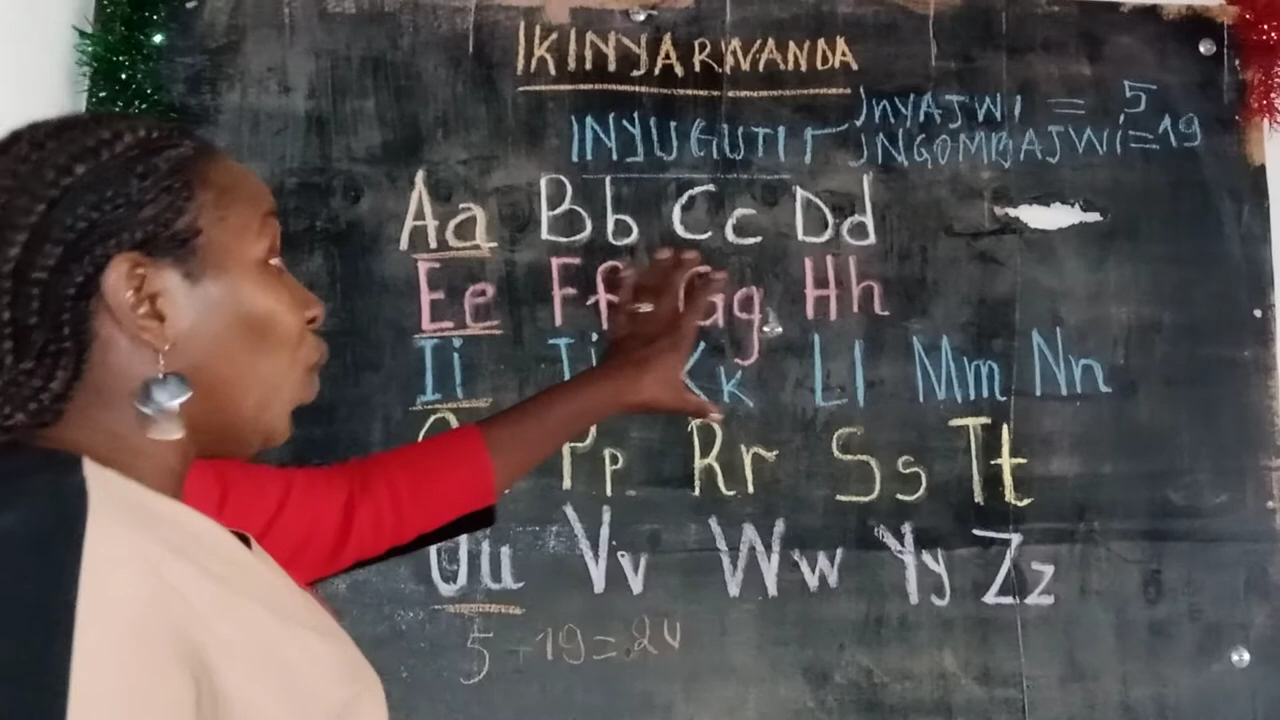 IKINYARWANDA
INYUGUTI
INYAJWI = 5
INGOMBAJWI = 19
Aa Bb Cc Dd
Ee Ff Gg Hh
Ii Jj Kk Ll Mm Nn
Pp Rr Ss Tt
Uu Vv Ww Yy Zz
5 + 19 = 24